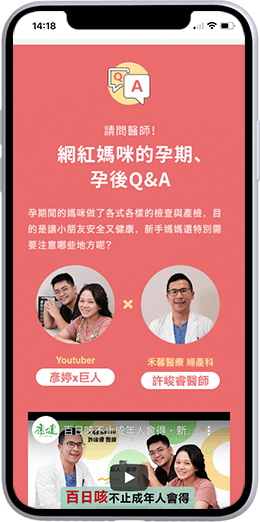 14:18
Q
A
請問醫師！
網紅媽咪的孕期、
孕後Q&A
孕期間的媽咪做了各式各樣的檢查與產檢，目
的是讓小朋友安全又健康，新手媽媽還特別需
要注意哪些地方呢?
Youtuber
彥婷x巨人
禾馨醫療 婦產科
許峻睿醫師
康健
百日咳不止成年人會得，新...
許峻睿 醫師
百日咳不止成年人會得